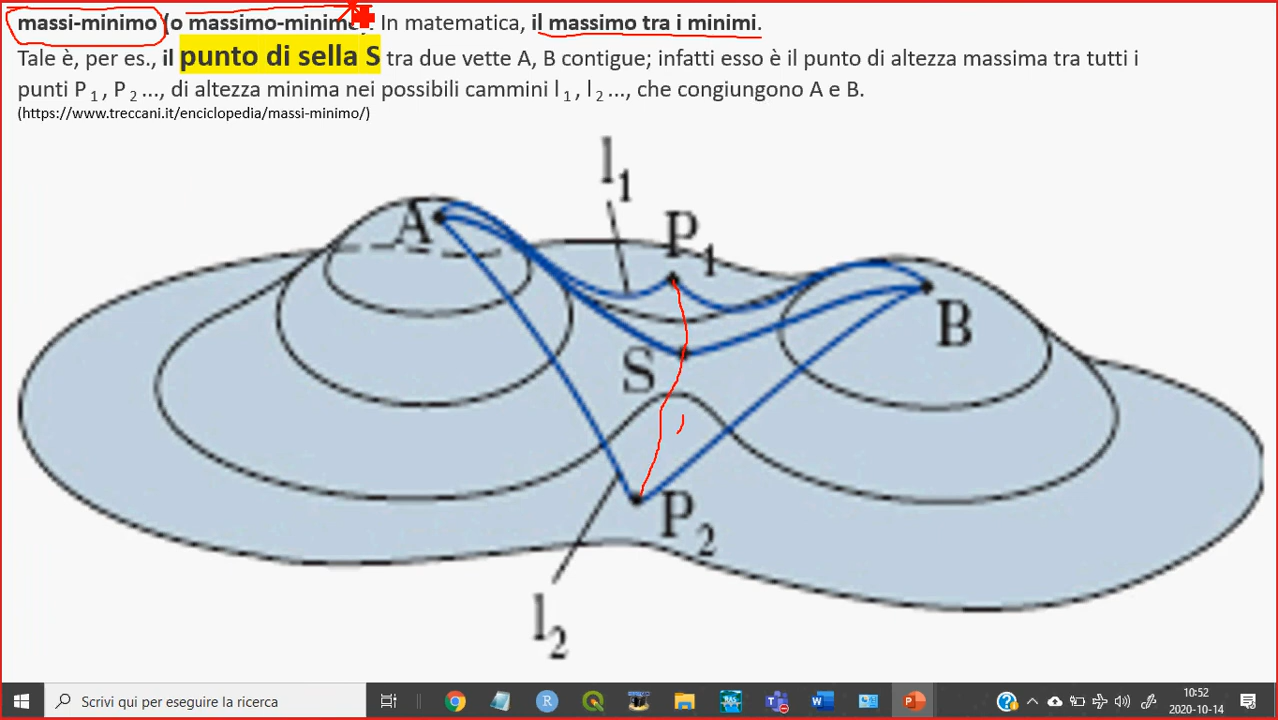 massi-minimo (o massimo-minimo). In matematica, il massimo tra i minimi.
Tale è, per es., il punto di sella S tra due vette A, B contigue; infatti esso è il punto di altezza massima tra tutti i
punti P1, P2..., di altezza minima nei possibili cammini l1, l2..., che congiungono A e B.
(https://www.treccani.it/enciclopedia/massi-minimo/)
l1
A
P1
B
S
P2
l2
Scrivi qui per eseguire la ricerca
10:52
2020-10-14